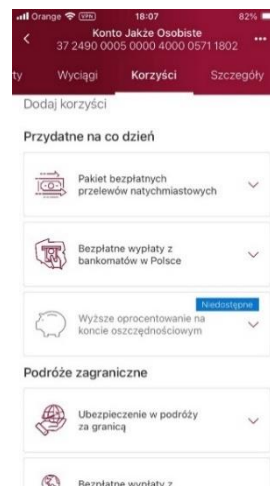 Orange VPN 18:07 82%
Konto Jakże Osobiste
37 2490 0005 0000 4000 0571 1802
ty Wyciągi Korzyści Szczegóły
Dodaj korzyści
Przydatne na co dzień
Pakiet bezpłatnych
przelewów natychmiastowych
Bezpłatne wypłaty z
bankomatów w Polsce
Niedostępne
Wyższe oprocentowanie na
koncie oszczędnościowym
Podróże zagraniczne
Ubezpieczenie w podróży
za granicą
Bezpłatne wypłaty z